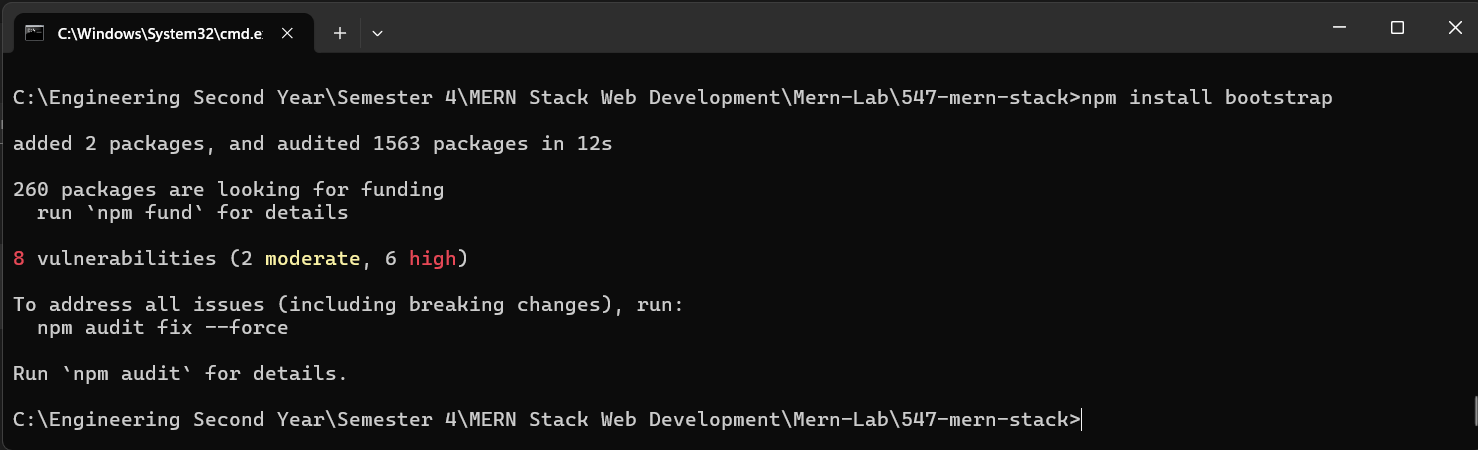 C:\Windows\System32\cmd.e
C:\Engineering Second Year\Semester 4\MERN Stack Web Development\Mern-Lab\547-mern-stack>npm install bootstrap
added 2 packages, and audited 1563 packages in 12s
260 packages are looking for funding
  run `npm fund` for details
8 vulnerabilities (2 moderate, 6 high)
To address all issues (including breaking changes), run:
  npm audit fix --force
Run `npm audit` for details.
C:\Engineering Second Year\Semester 4\MERN Stack Web Development\Mern-Lab\547-mern-stack>